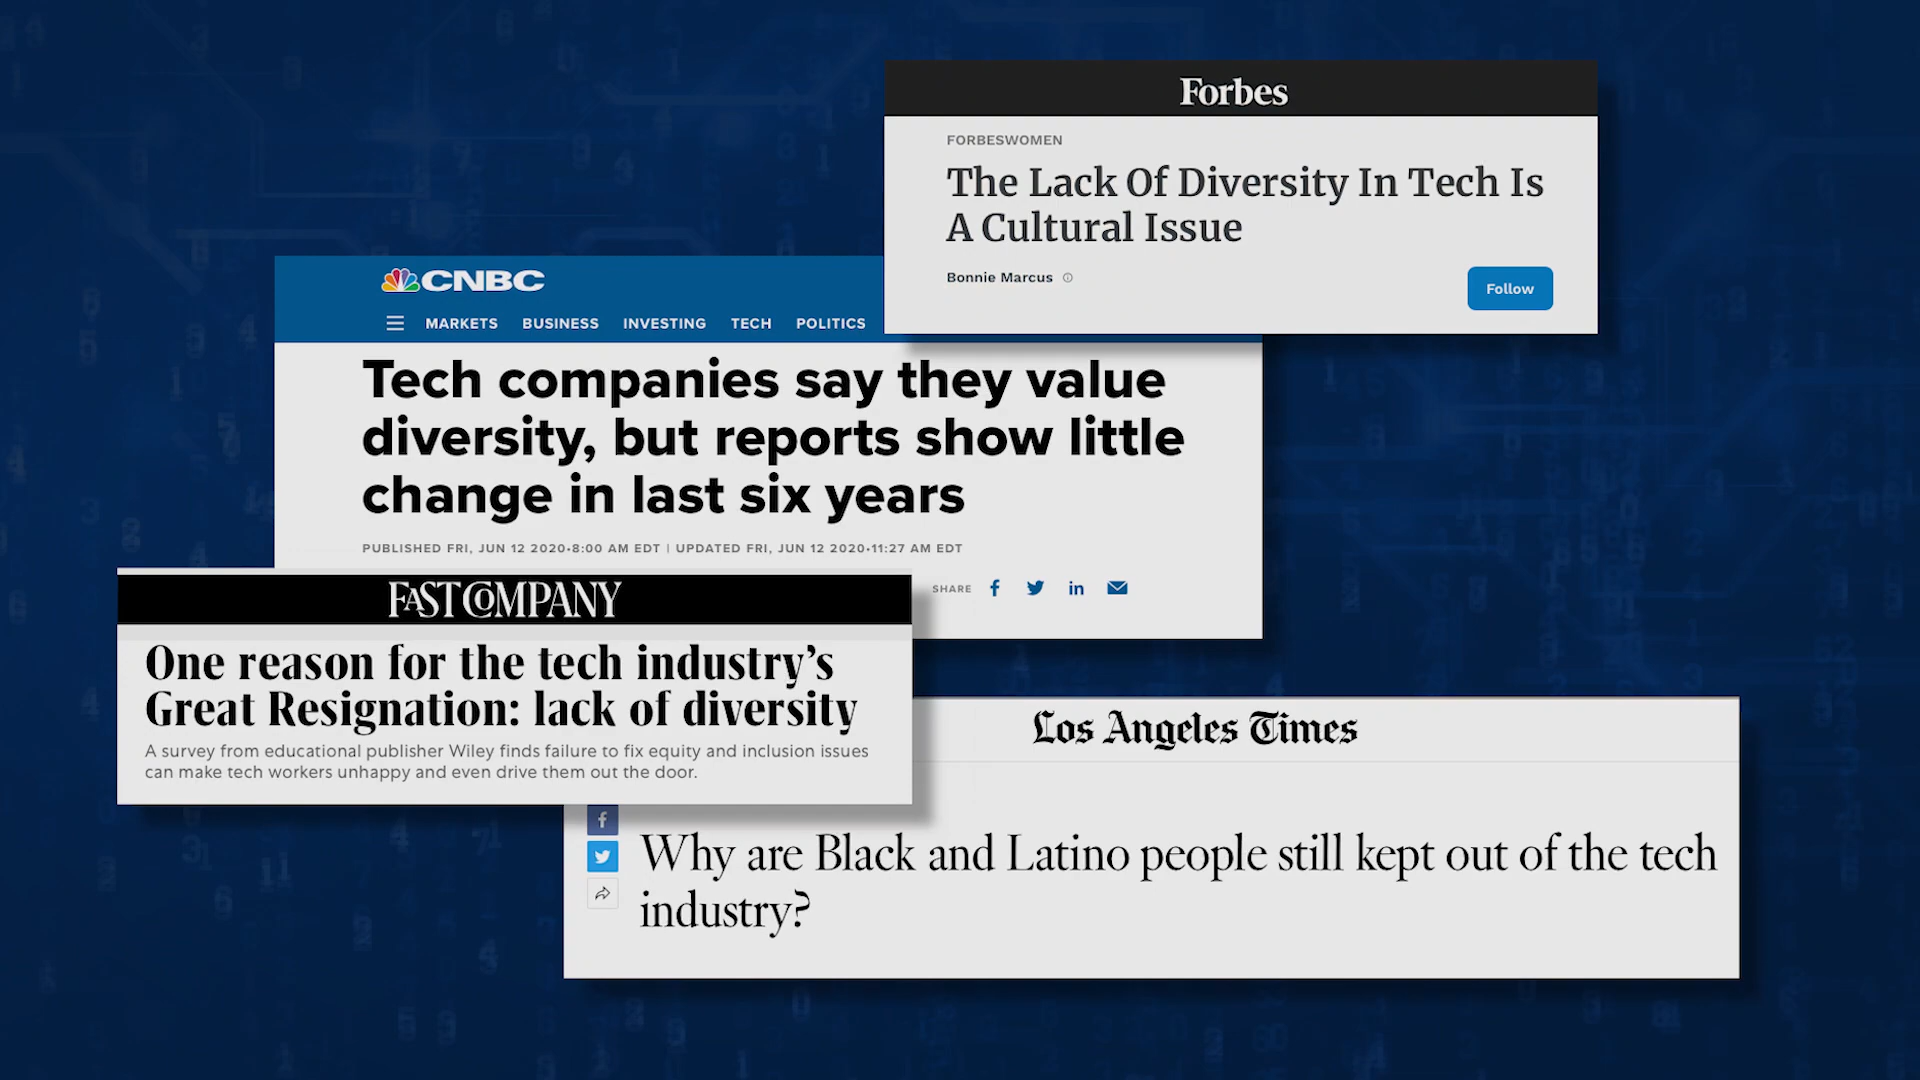 Forbes
FORBESWOMEN
The Lack Of Diversity In Tech Is
A Cultural Issue
Bonnie Marcus
Follow
CNBC
MARKETS BUSINESS INVESTING TECH POLITICS
Tech companies say they value
diversity, but reports show little
change in last six years
PUBLISHED FRI, JUN 12 2020•8:00 AM EDT | UPDATED FRI, JUN 12 2020•11:27 AM EDT
SHARE
FAST COMPANY
One reason for the tech industry’s
Great Resignation: lack of diversity
A survey from educational publisher Wiley finds failure to fix equity and inclusion issues
can make tech workers unhappy and even drive them out the door.
Los Angeles Times
Why are Black and Latino people still kept out of the tech
industry?